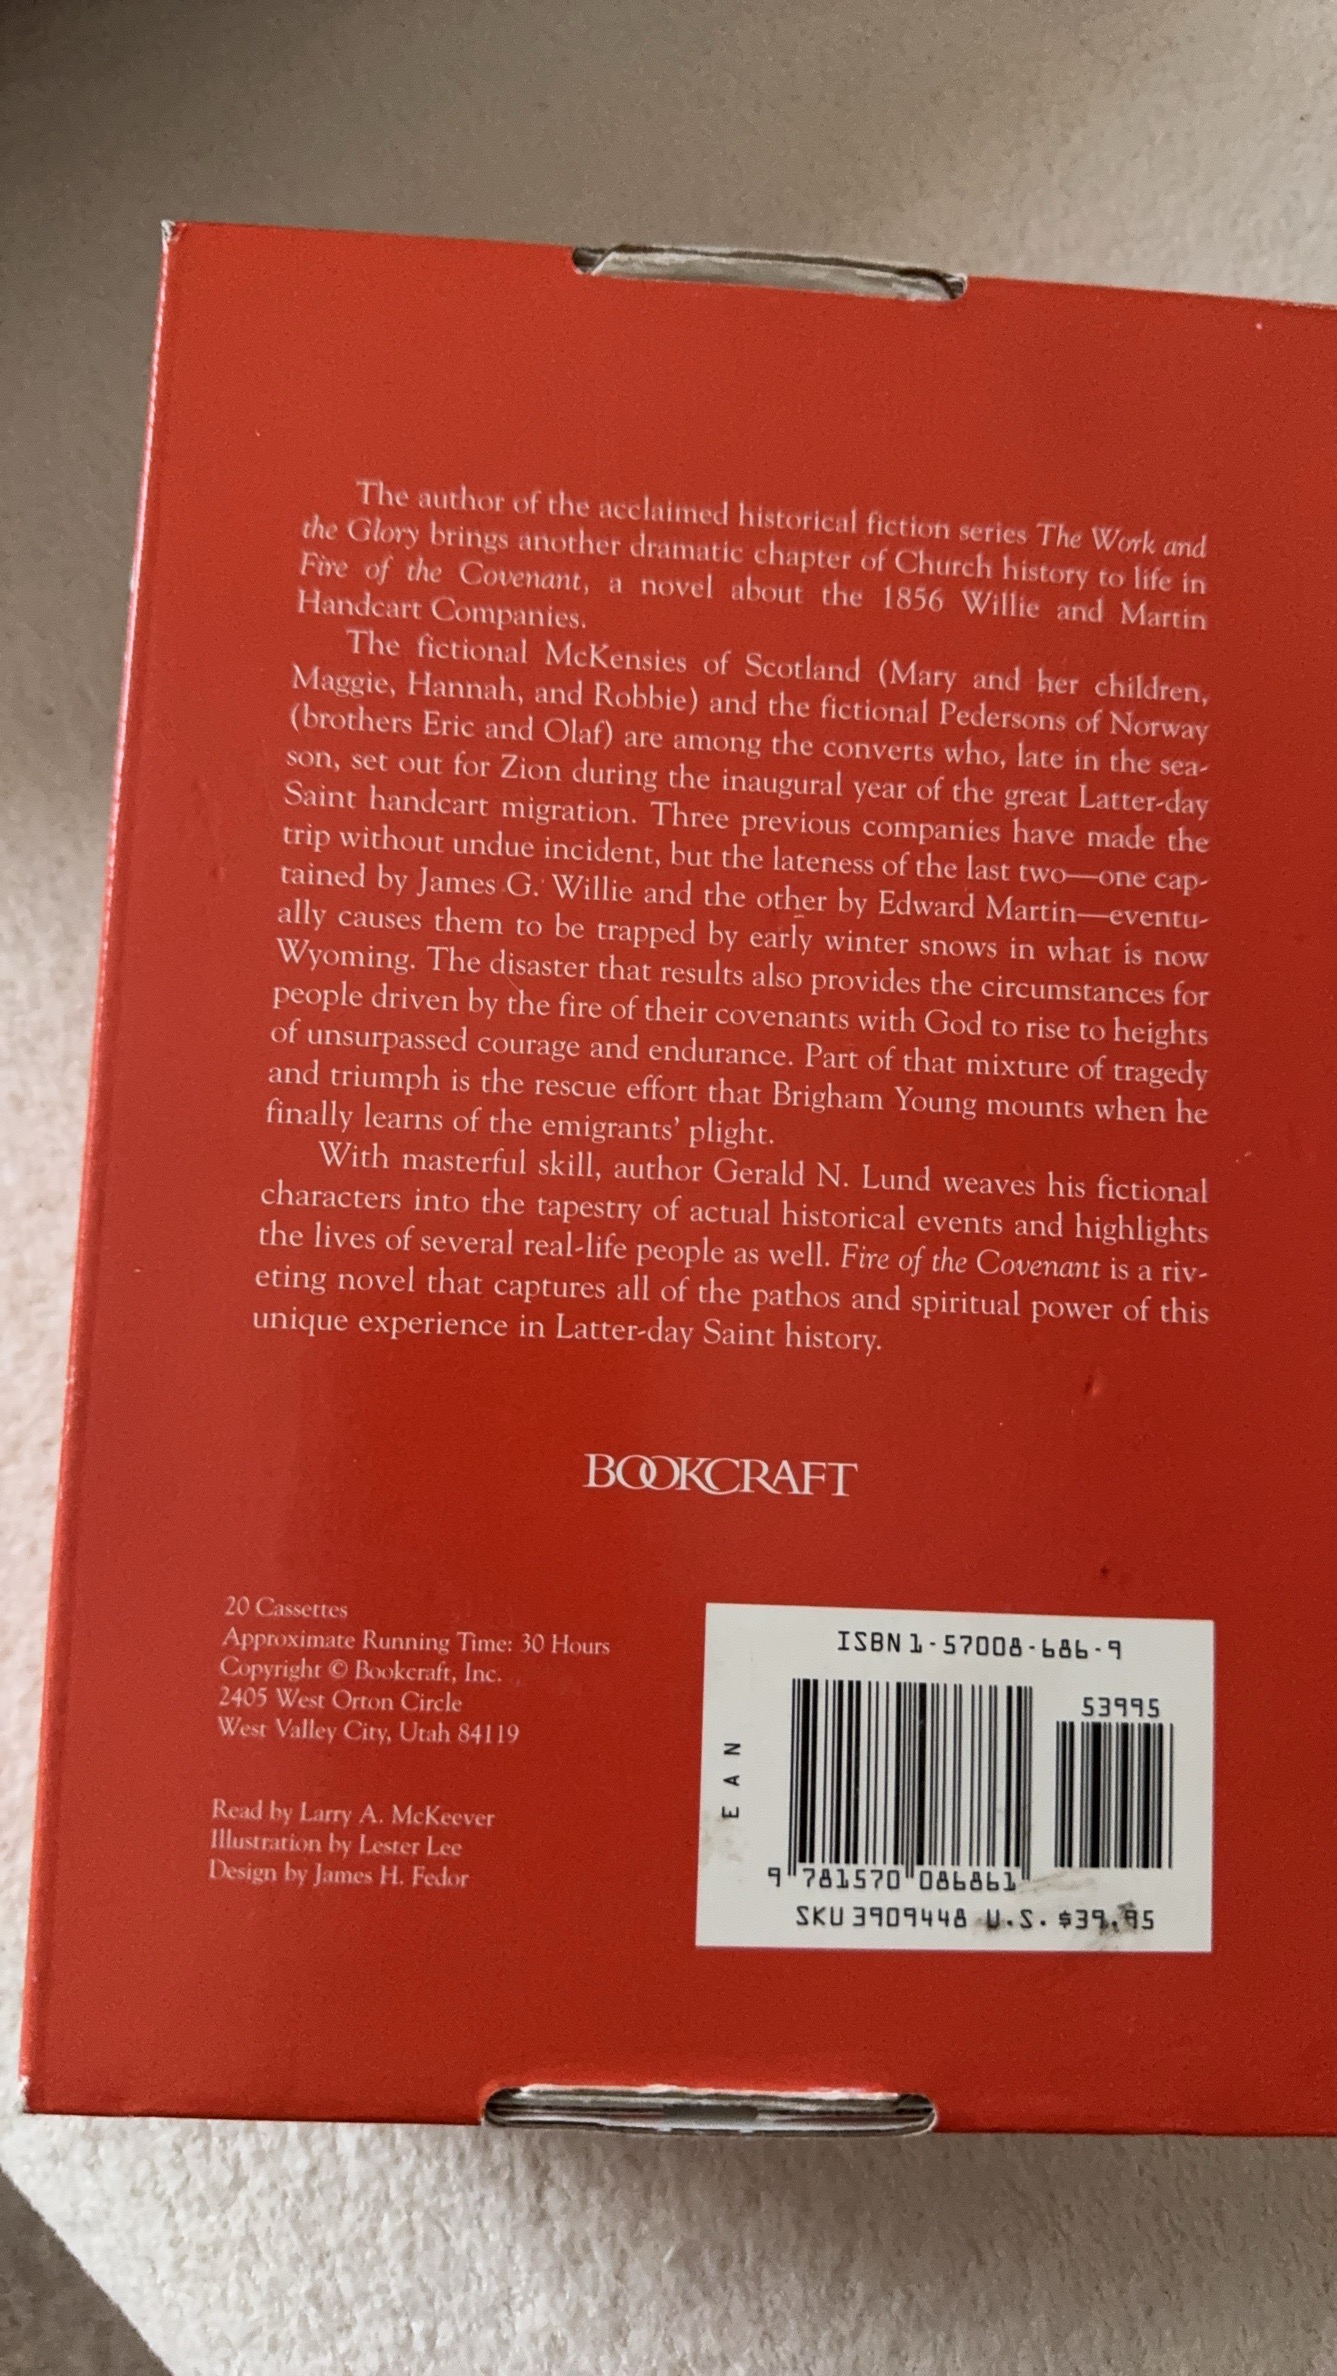 The author of the acclaimed historical fiction series The Work and
the Glory brings another dramatic chapter of Church history to life in
Fire of the Covenant, a novel about the 1856 Willie and Martin
Handcart Companies.
The fictional McKensies of Scotland (Mary and her children,
Maggie, Hannah, and Robbie) and the fictional Pedersons of Norway
(brothers Eric and Olaf) are among the converts who, late in the sea-
son, set out for Zion during the inaugural year of the great Latter-day
Saint handcart migration. Three previous companies have made the
trip without undue incident, but the lateness of the last two—one cap-
tained by James G. Willie and the other by Edward Martin—eventu-
ally causes them to be trapped by early winter snows in what is now
Wyoming. The disaster that results also provides the circumstances for
people driven by the fire of their covenants with God to rise to heights
of unsurpassed courage and endurance. Part of that mixture of tragedy
and triumph is the rescue effort that Brigham Young mounts when he
finally learns of the emigrants' plight.
With masterful skill, author Gerald N. Lund weaves his fictional
characters into the tapestry of actual historical events and highlights
the lives of several real-life people as well. Fire of the Covenant is a riv-
eting novel that captures all of the pathos and spiritual power of this
unique experience in Latter-day Saint history.
BOOKCRAFT
20 Cassettes
Approximate Running Time: 30 Hours
Copyright © Bookcraft, Inc.
2405 West Orton Circle
West Valley City, Utah 84119
Read by Larry A. McKeever
Illustration by Lester Lee
Design by James H. Fedor
ISBN 1-57008-686-9
53995
EAN
9 781570 086861
SKU 3909448 U.S. $39.95